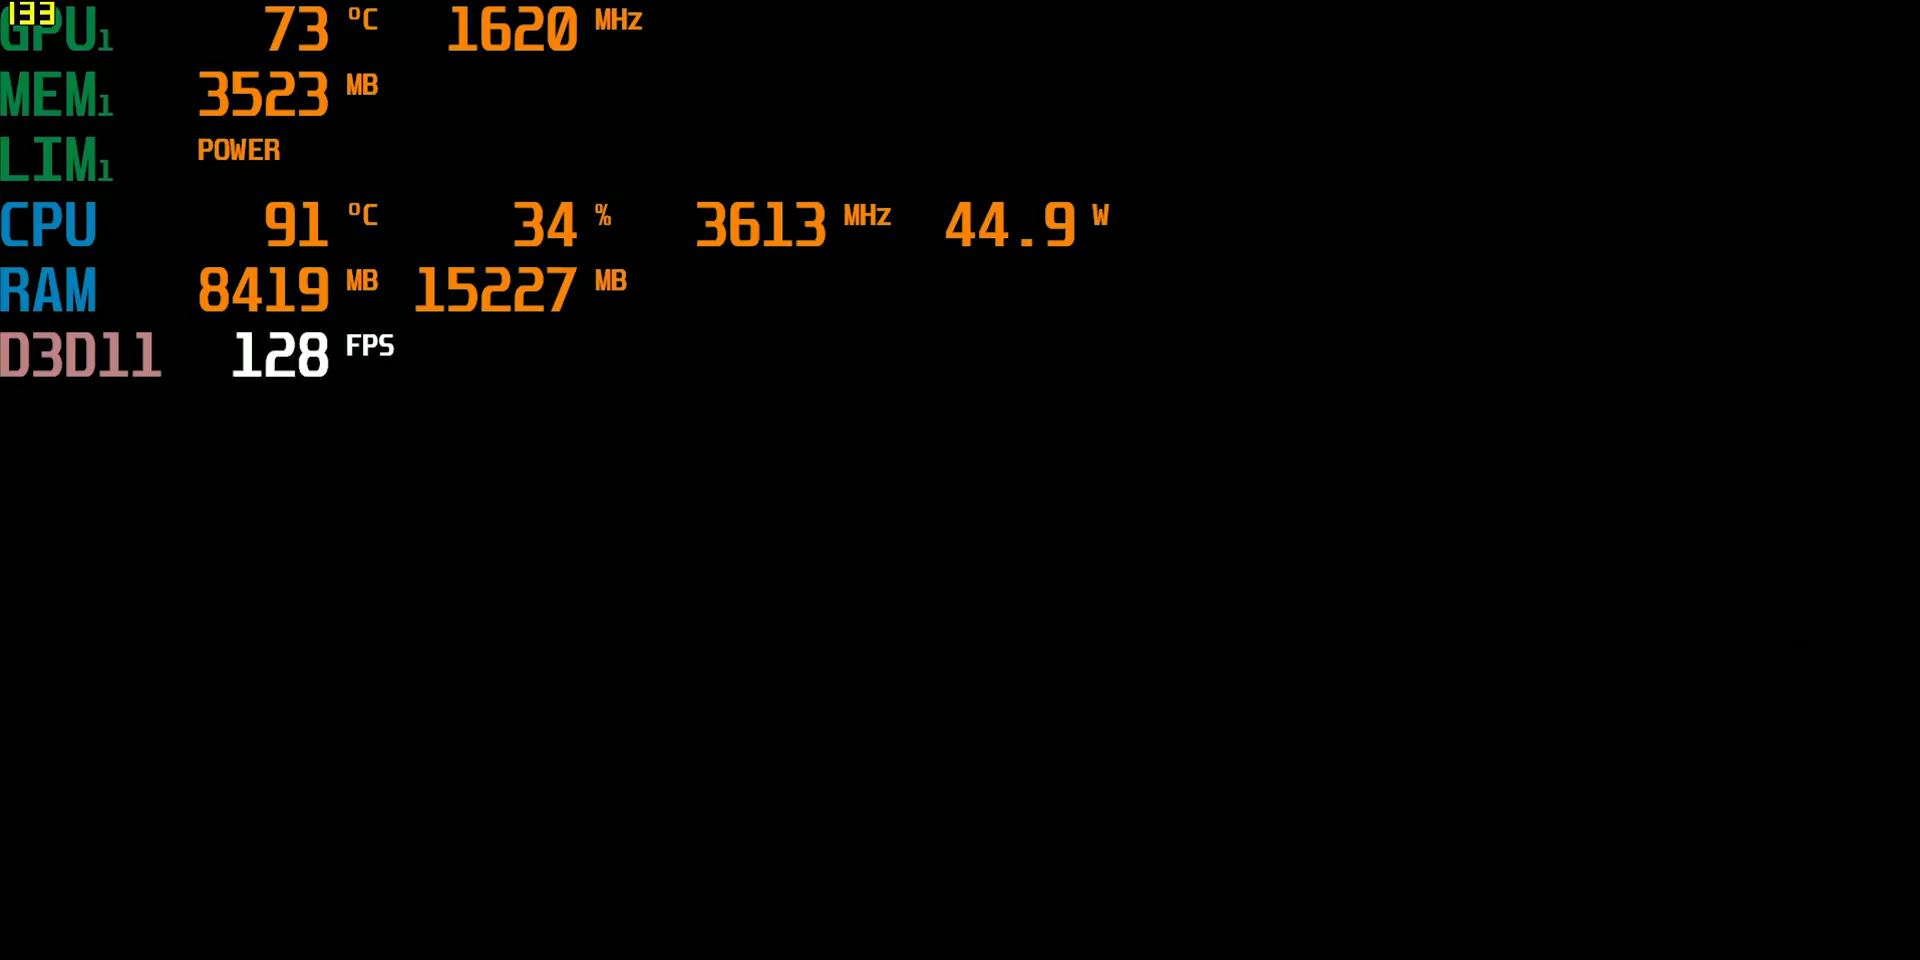 133
GPU1 73 °C 1620 MHz
MEM1 3523 MB
LIM1 POWER
CPU 91 °C 34 % 3613 MHz 44.9 W
RAM 8419 MB 15227 MB
D3D11 128 FPS